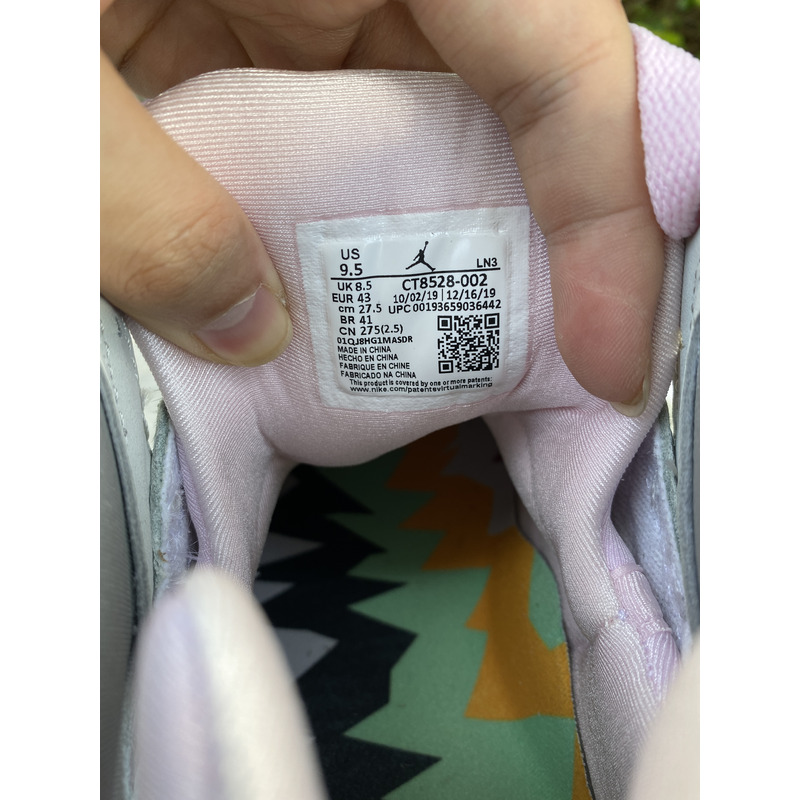 US
9.5
LN3
UK 8.5 CT8528-002
EUR 43 10/02/19 | 12/16/19
cm 27.5 UPC 00193659036442
BR 41
CN 275(2.5)
01QJ8HG1MASDR
MADE IN CHINA
HECHO EN CHINA
FABRIQUE EN CHINE
FABRICADO NA CHINA
This product is covered by one or more patents:
www.nike.com/patentsvirtualmarking